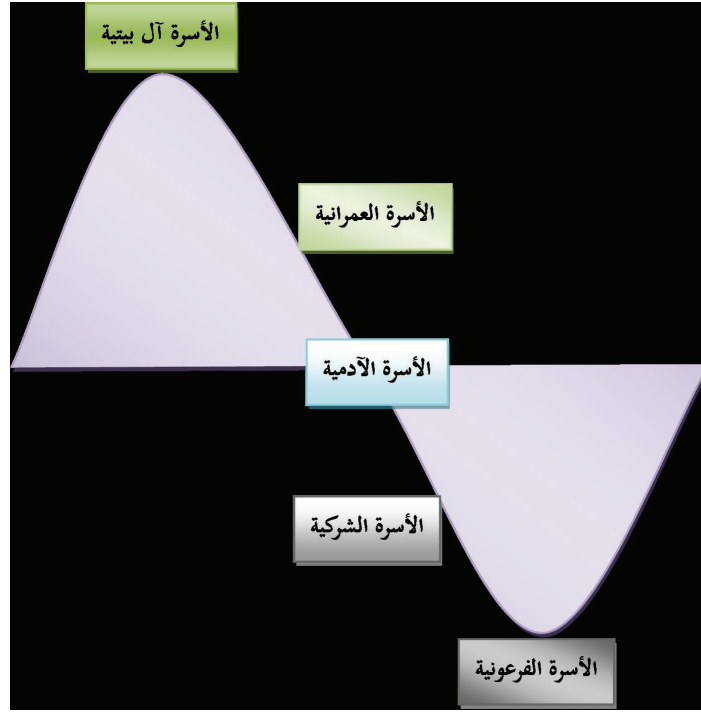 الأسرة آل بيتية
الأسرة العمرانية
الأسرة الآدمية
الأسرة الشركية
الأسرة الفرعونية